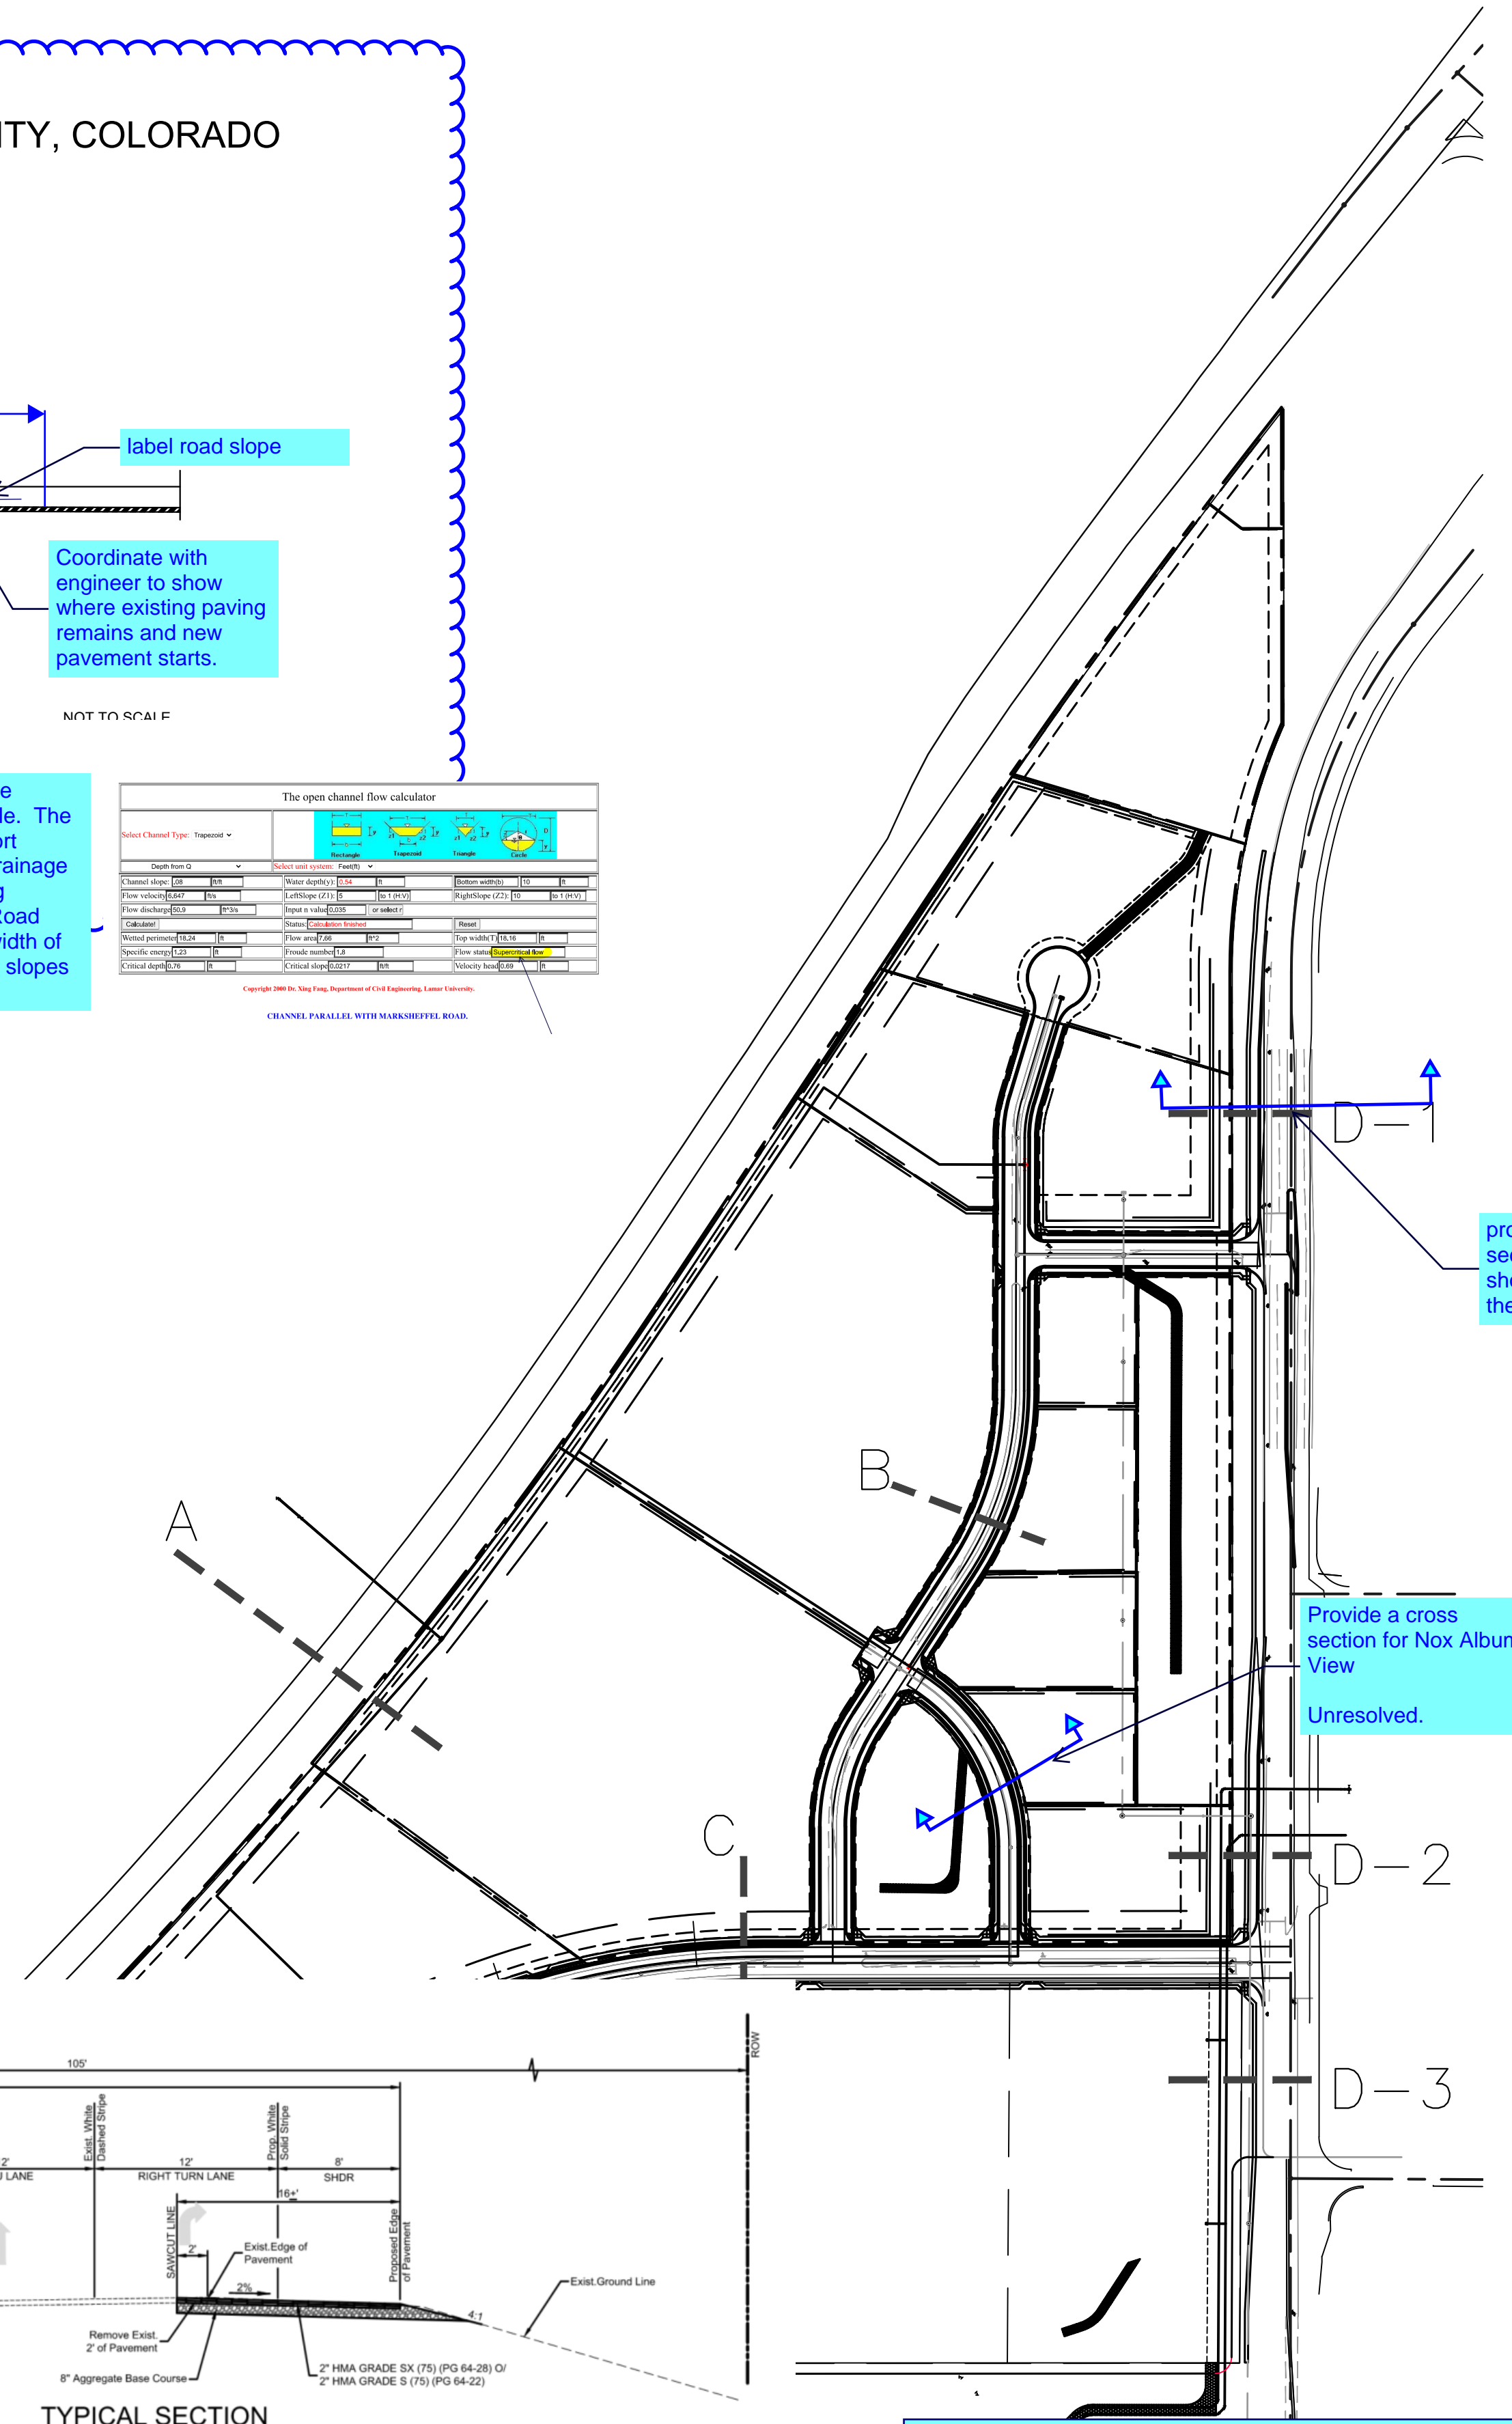 ITY, COLORADO
label road slope
Coordinate with
engineer to show
where existing paving
remains and new
pavement starts.
NOT TO SCALE
e
le. The
ort
rainage
g
Road
width of
slopes
The open channel flow calculator
Select Channel Type: Trapezoid
Rectangle Trapezoid Triangle Circle
Depth from Q Select unit system: Feet(ft)
Channel slope: .08 ft/ft Water depth(y): 0.54 ft Bottom width(b) 10 ft
Flow velocity 6.647 ft/s LeftSlope (Z1): 5 to 1 (H:V) RightSlope (Z2): 10 to 1 (H:V)
Flow discharge 50.9 ft^3/s Input n value 0.035 or select n
Calculate! Status: Calculation finished Reset
Wetted perimeter 18.24 ft Flow area 7.66 ft^2 Top width(T) 18.16 ft
Specific energy 1.23 ft Froude number 1.8 Flow status Supercritical flow
Critical depth 0.76 ft Critical slope 0.0217 ft/ft Velocity head 0.69 ft
Copyright 2000 Dr. Xing Fang, Department of Civil Engineering, Lamar University.
CHANNEL PARALLEL WITH MARKSHEFFEL ROAD.
D-1
pro
sec
sho
the
B
A
Provide a cross
section for Nox Album
View
Unresolved.
C
D-2
D-3
105'
ROW
Exist. White
Dashed Stripe
Prop. White
Solid Stripe
2'
LANE
12'
RIGHT TURN LANE
8'
SHDR
16±'
SAWCUT LINE
2'
Exist.Edge of
Pavement
Proposed Edge
of Pavement
2%
4:1
Exist.Ground Line
Remove Exist.
2' of Pavement
8" Aggregate Base Course
2" HMA GRADE SX (75) (PG 64-28) O/
2" HMA GRADE S (75) (PG 64-22)
TYPICAL SECTION